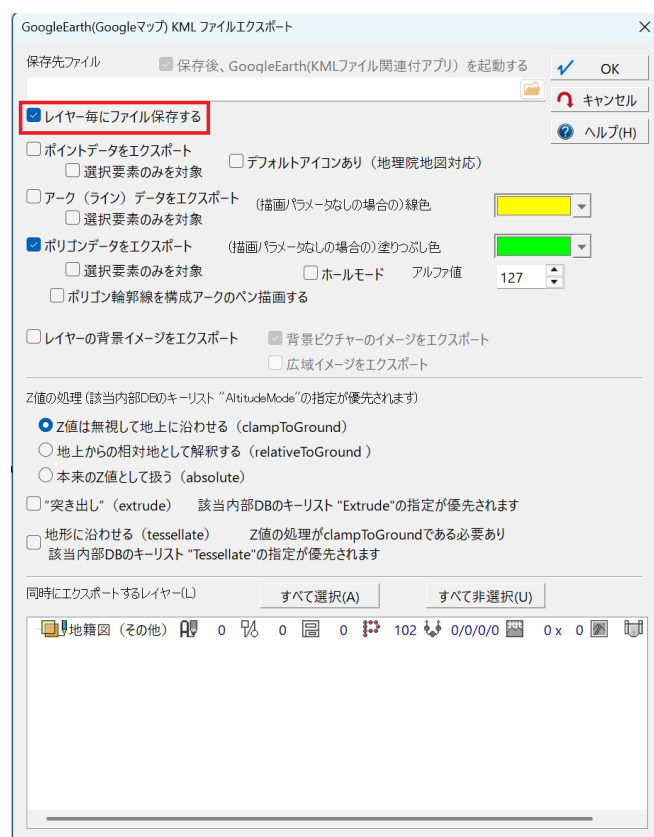 GoogleEarth(Googleマップ) KML ファイルエクスポート
保存先ファイル 保存後、GoogleEarth(KMLファイル関連付アプリ) を起動する
OK
キャンセル
レイヤー毎にファイル保存する
ヘルプ(H)
ポイントデータをエクスポート
デフォルトアイコンあり（地理院地図対応）
選択要素のみを対象
アーク（ライン）データをエクスポート (描画パラメータなしの場合の)線色
選択要素のみを対象
ポリゴンデータをエクスポート (描画パラメータなしの場合の)塗りつぶし色
選択要素のみを対象 ホールモード アルファ値 127
ポリゴン輪郭線を構成アークのペン描画する
レイヤーの背景イメージをエクスポート 背景ピクチャーのイメージをエクスポート
広域イメージをエクスポート
Z値の処理(該当内部DBのキーリスト "AltitudeMode"の指定が優先されます)
Z値は無視して地上に沿わせる（clampToGround）
地上からの相対地として解釈する（relativeToGround ）
本来のZ値として扱う（absolute）
"突き出し"（extrude） 該当内部DBのキーリスト "Extrude"の指定が優先されます
地形に沿わせる（tessellate） Z値の処理がclampToGroundである必要あり
該当内部DBのキーリスト "Tessellate"の指定が優先されます
同時にエクスポートするレイヤー(L) すべて選択(A) すべて非選択(U)
地籍図（その他） 0 0 0 102 0/0/0/0 0 x 0